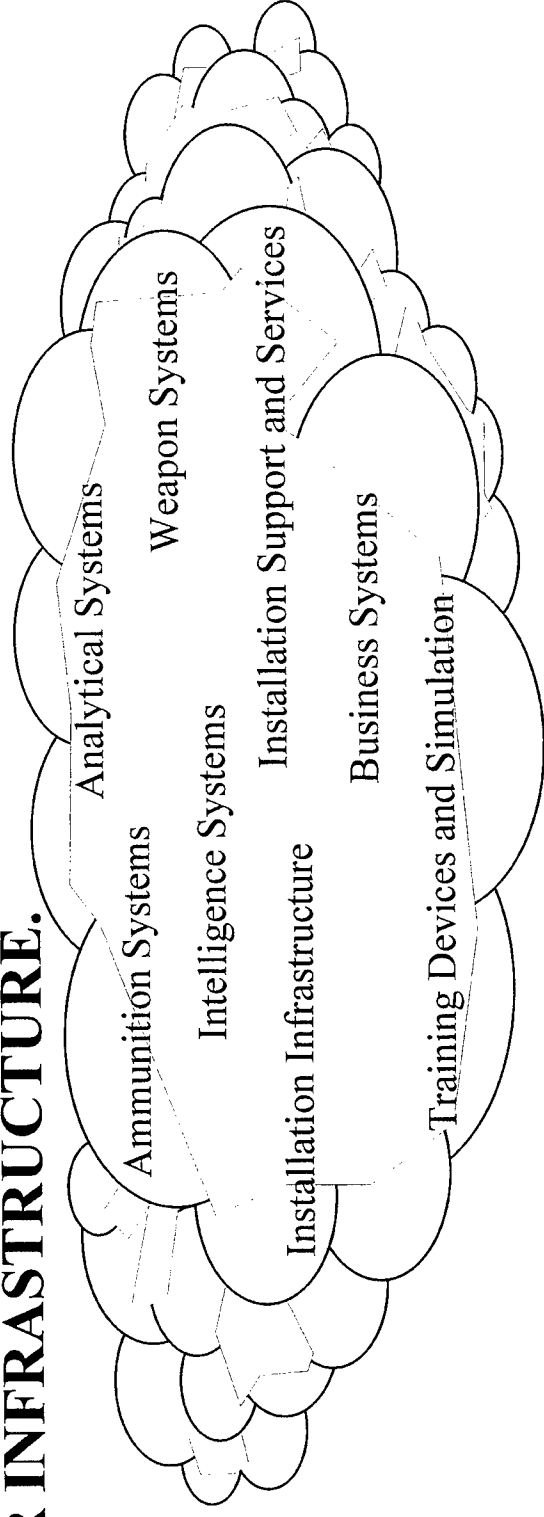 INFRASTRUCTURE.
Analytical Systems
Ammunition Systems
Weapon Systems
Intelligence Systems
Installation Support and Services
Installation Infrastructure
Business Systems
Training Devices and Simulation